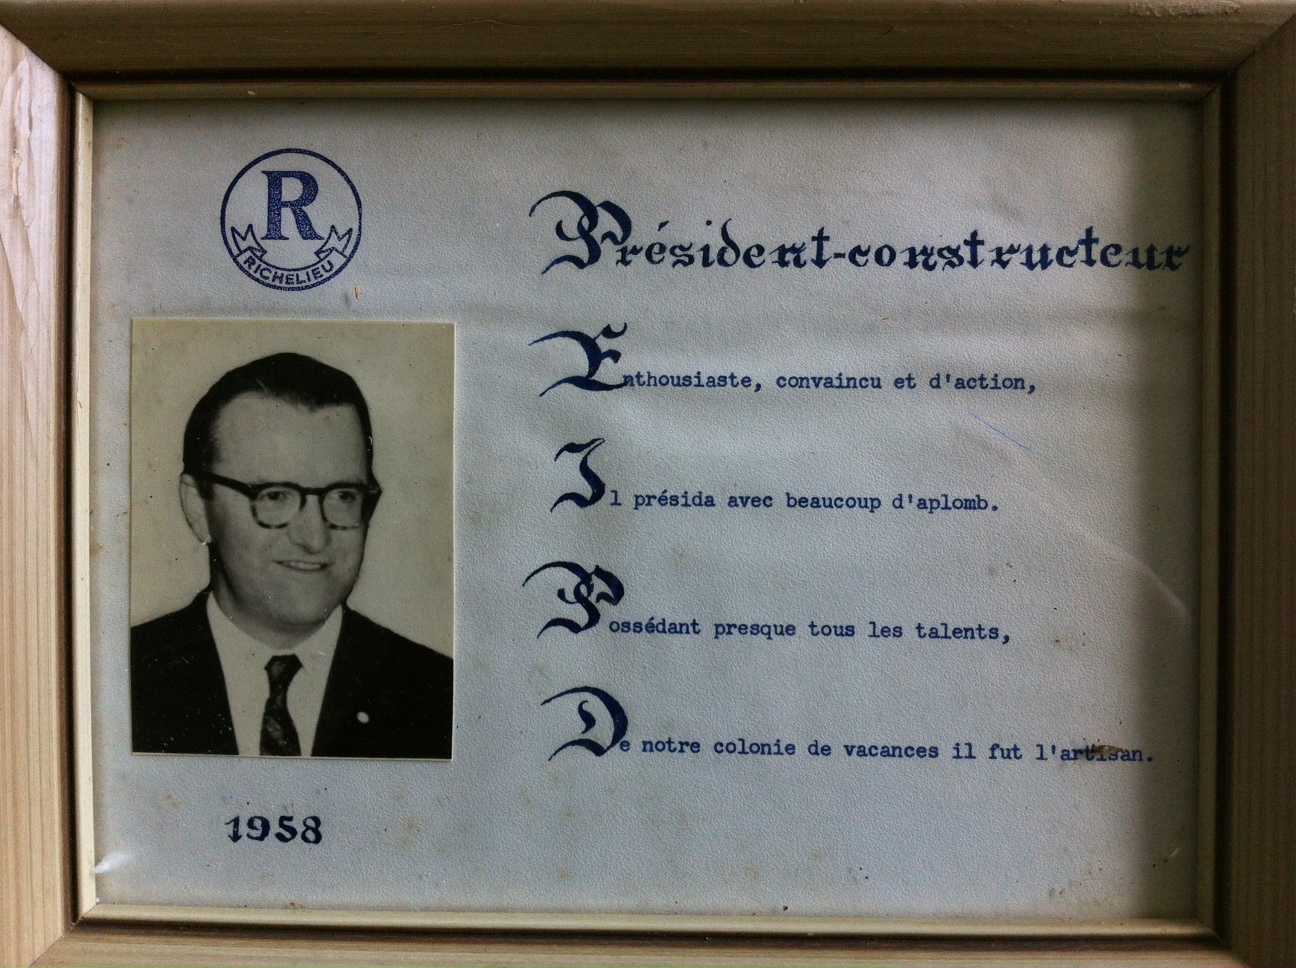 R
RICHELIEU
Président-constructeur
Enthousiaste, convaincu et d'action,
Il présida avec beaucoup d'aplomb.
Possédant presque tous les talents,
De notre colonie de vacances il fut l'artisan.
1958